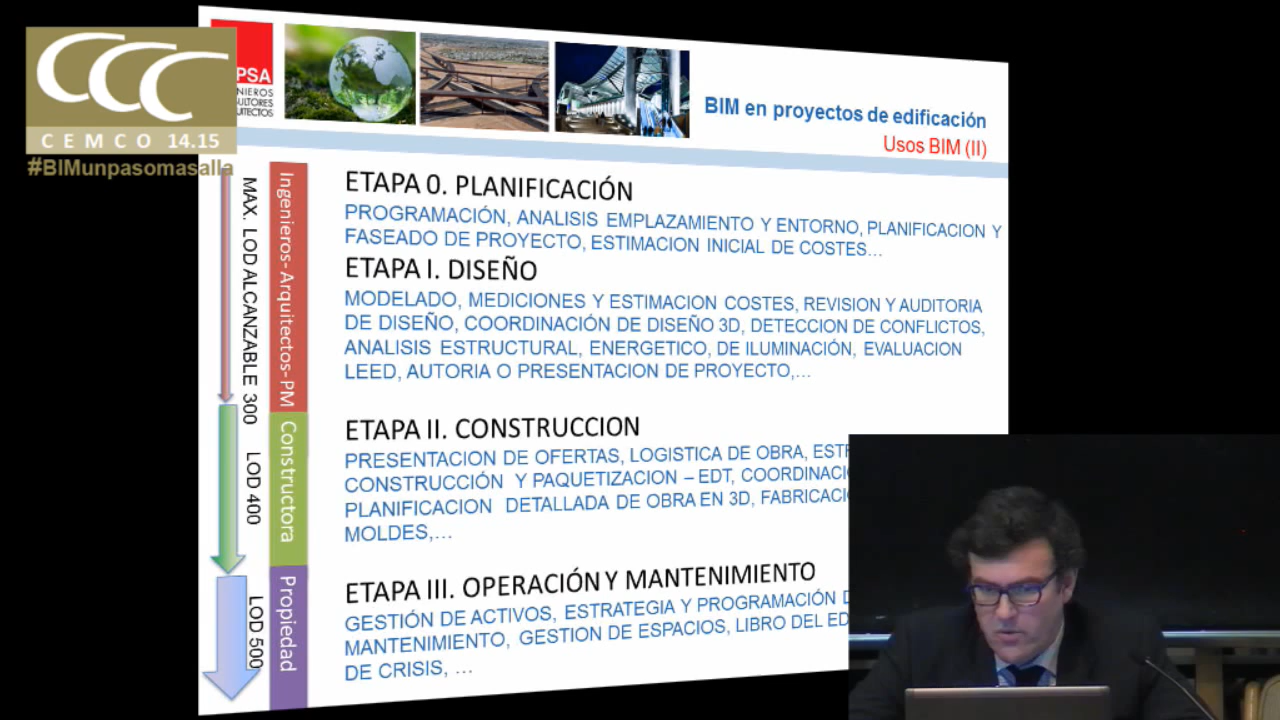 CCC
CEMCO 14.15
#BIMunpasomasalla
PSA
BIM en proyectos de edificación
Usos BIM (II)
MAX. LOD ALCANZABLE 300
LOD 400
LOD 500
Ingenieros- Arquitectos- PM
Constructora
Propiedad
ETAPA 0. PLANIFICACIÓN
PROGRAMACIÓN, ANALISIS EMPLAZAMIENTO Y ENTORNO, PLANIFICACION Y
FASEADO DE PROYECTO, ESTIMACION INICIAL DE COSTES...
ETAPA I. DISEÑO
MODELADO, MEDICIONES Y ESTIMACION COSTES, REVISION Y AUDITORIA
DE DISEÑO, COORDINACIÓN DE DISEÑO 3D, DETECCION DE CONFLICTOS,
ANALISIS ESTRUCTURAL, ENERGETICO, DE ILUMINACIÓN, EVALUACION
LEED, AUTORIA O PRESENTACION DE PROYECTO,...
ETAPA II. CONSTRUCCION
PRESENTACION DE OFERTAS, LOGISTICA DE OBRA,
CONSTRUCCIÓN Y PAQUETIZACION – EDT,
PLANIFICACION DETALLADA DE OBRA EN 3D,
MOLDES,...
ETAPA III. OPERACIÓN Y MANTENIMIENTO
GESTIÓN DE ACTIVOS, ESTRATEGIA Y PROGRAMACIÓN
MANTENIMIENTO, GESTION DE ESPACIOS, LIBRO DEL
DE CRISIS, ...